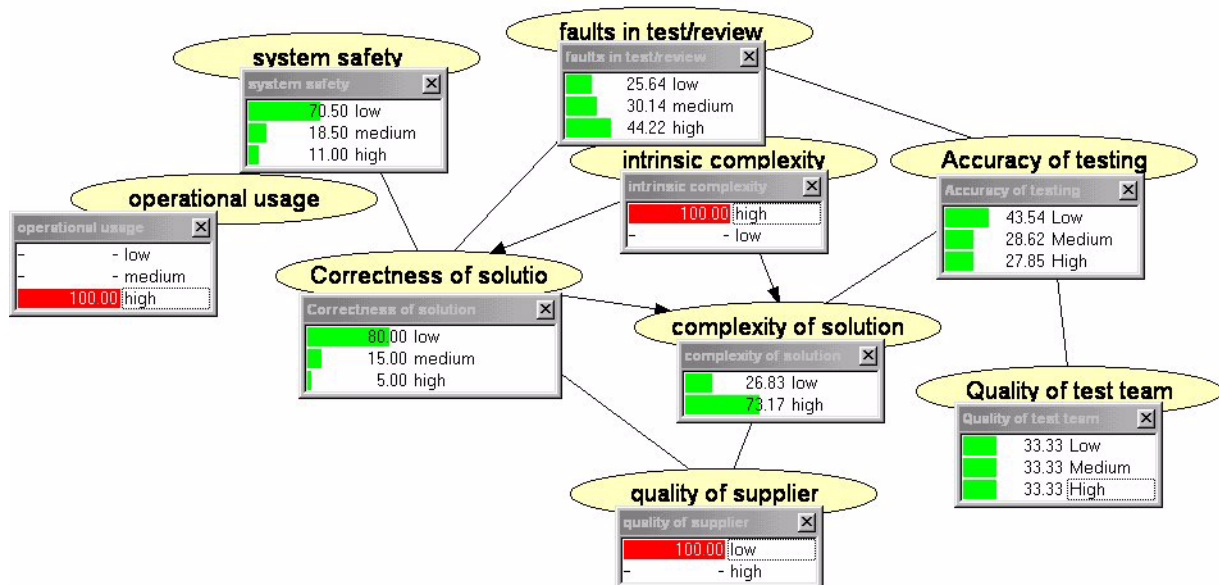 faults in test/review
faults in test/review
25.64 low
30.14 medium
44.22 high
system safety
system safety
70.50 low
18.50 medium
11.00 high
intrinsic complexity
intrinsic complexity
100.00 high
- - low
Accuracy of testing
Accuracy of testing
43.54 Low
28.62 Medium
27.85 High
operational usage
operational usage
- - low
- - medium
100.00 high
Correctness of solutio
Correctness of solution
80.00 low
15.00 medium
5.00 high
complexity of solution
complexity of solution
26.83 low
73.17 high
Quality of test team
Quality of test team
33.33 Low
33.33 Medium
33.33 High
quality of supplier
quality of supplier
100.00 low
- - high